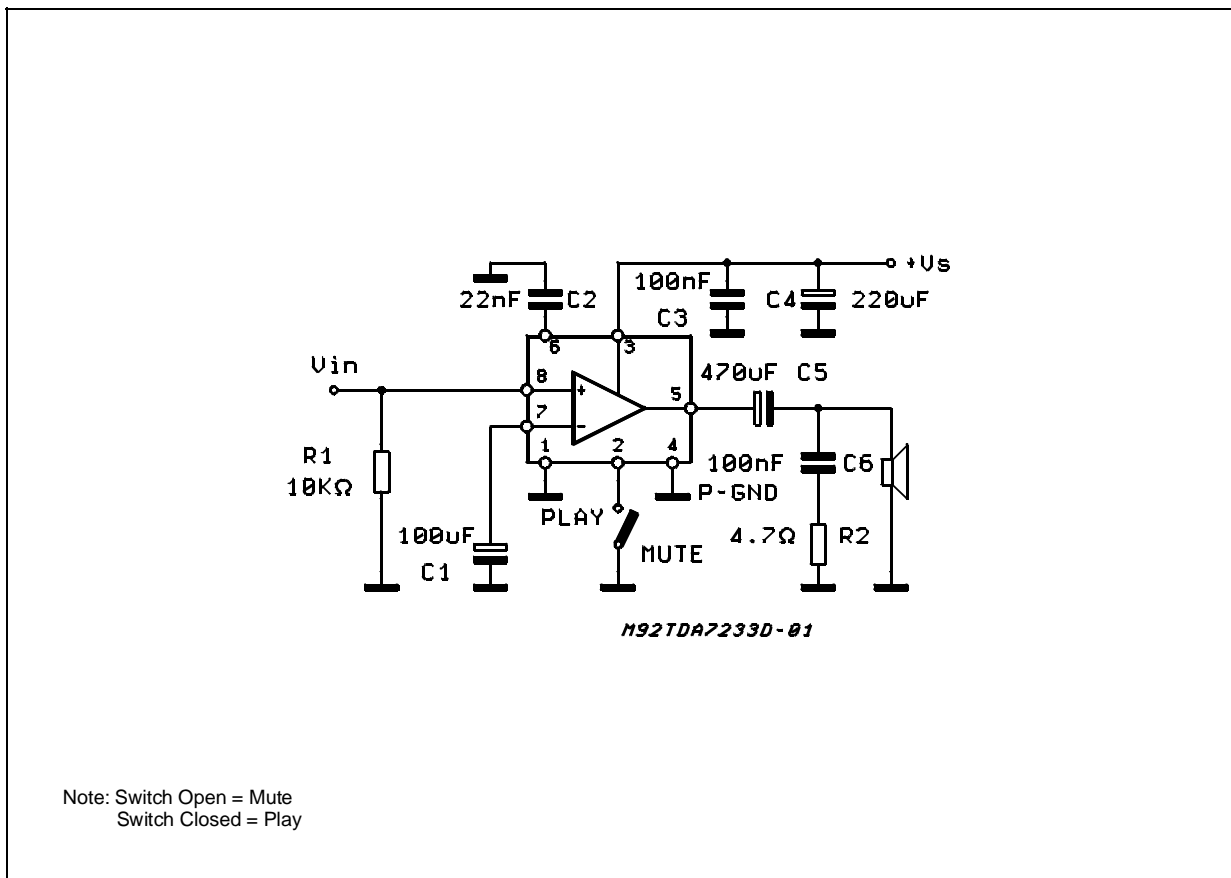 +Vs
100nF
22nF
C2
C4
220uF
C3
6
3
Vin
8
470uF
C5
+
5
7
-
1
2
4
R1
100nF
C6
10KΩ
P-GND
PLAY
100uF
4.7Ω
R2
MUTE
C1
M92TDA7233D-01
Note: Switch Open = Mute
Switch Closed = Play